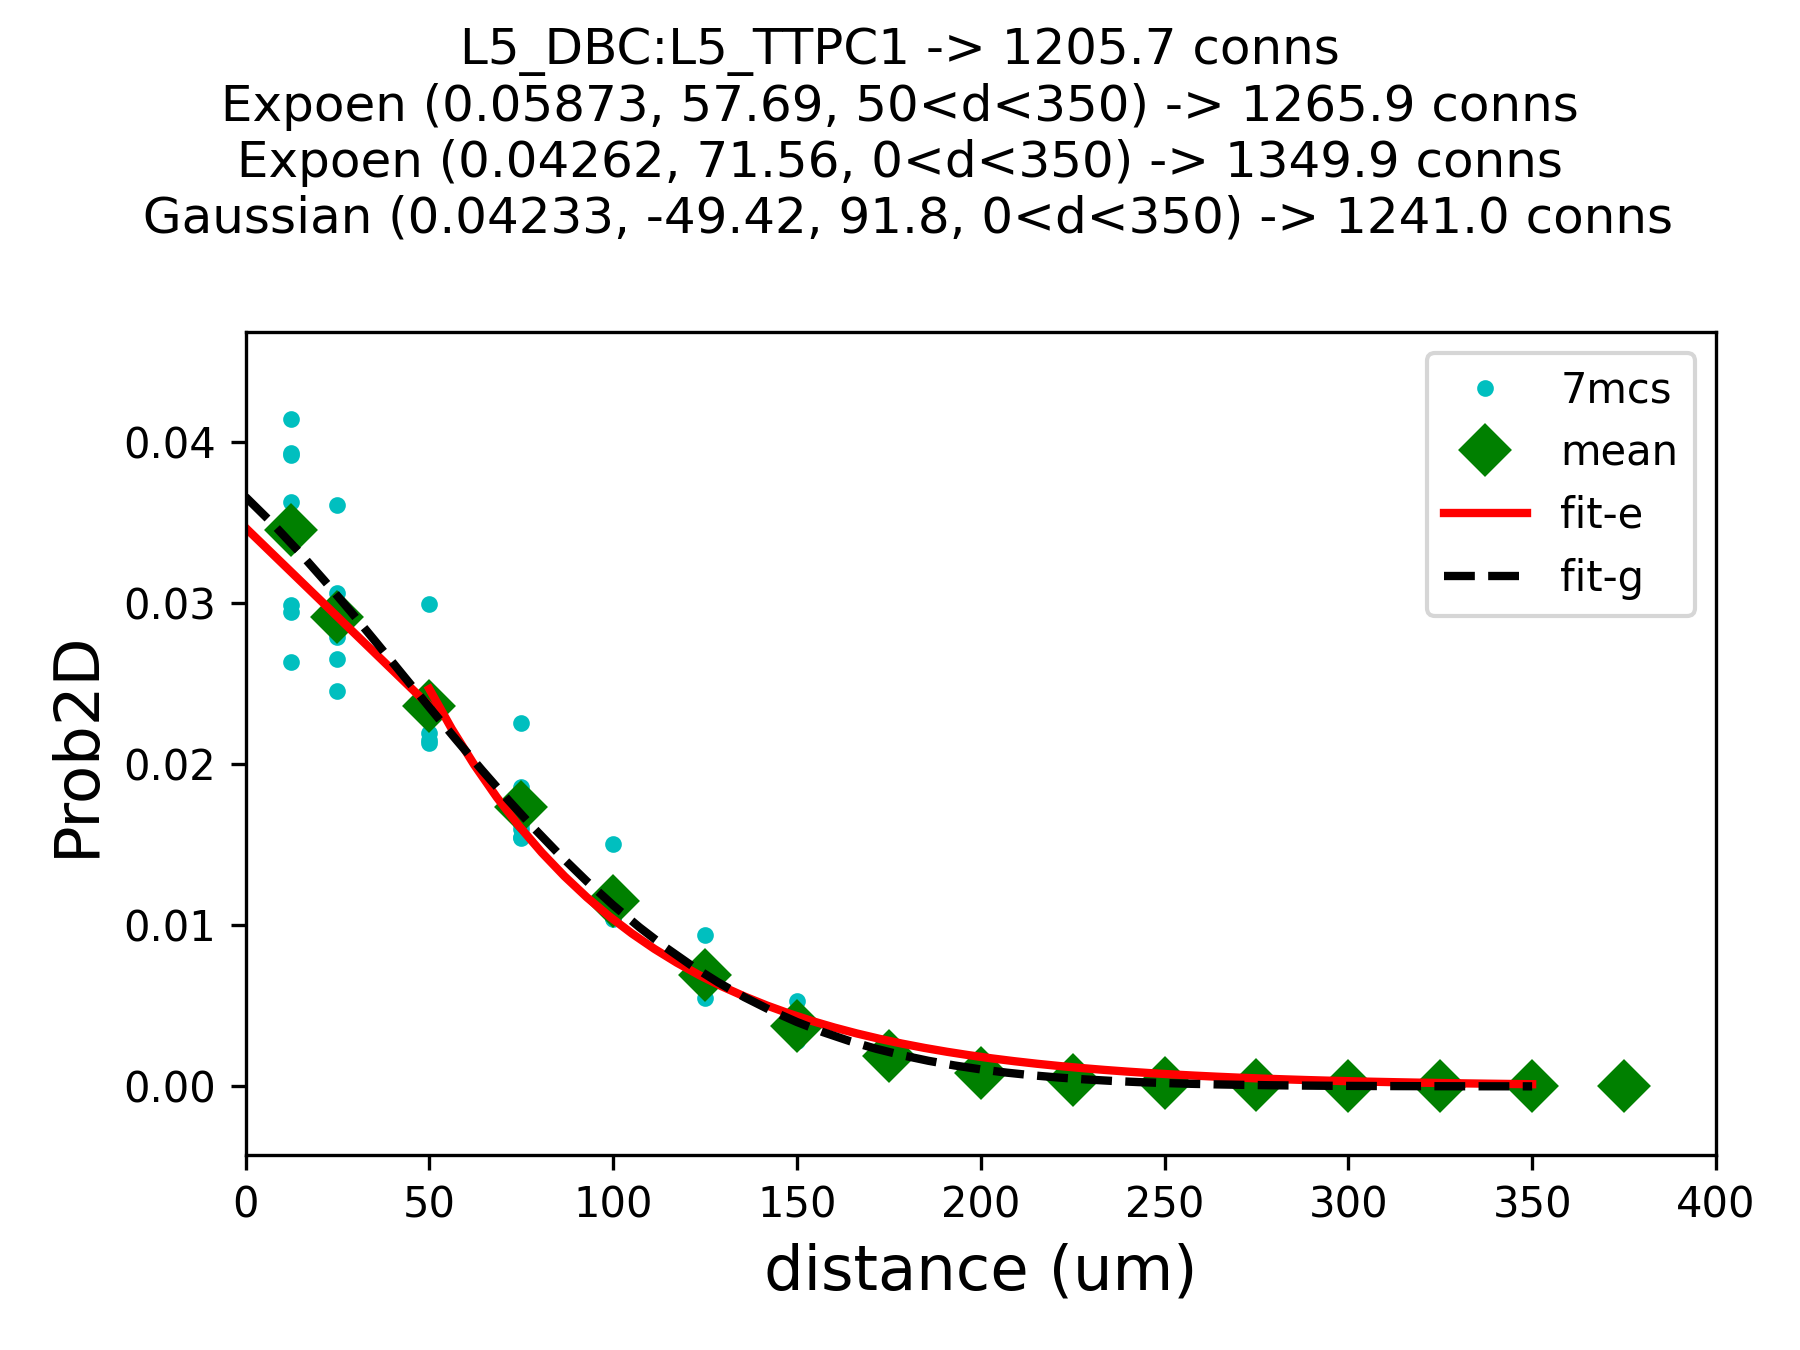 L5_DBC:L5_TTPC1 -> 1205.7 conns
Expoen (0.05873, 57.69, 50<d<350) -> 1265.9 conns
Expoen (0.04262, 71.56, 0<d<350) -> 1349.9 conns
Gaussian (0.04233, -49.42, 91.8, 0<d<350) -> 1241.0 conns
7mcs
mean
fit-e
fit-g
0.04
0.03
0.02
0.01
0.00
Prob2D
0 50 100 150 200 250 300 350 400
distance (um)